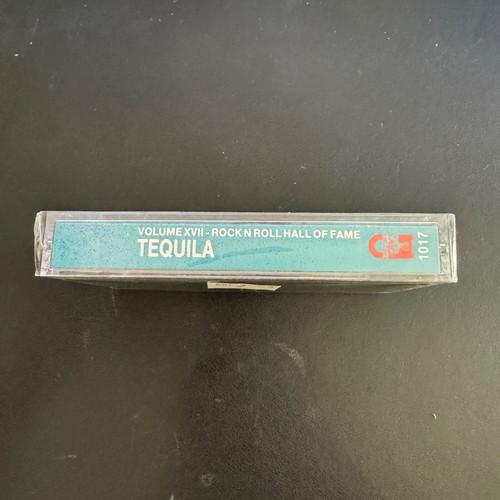 VOLUME XVII - ROCK N ROLL HALL OF FAME
TEQUILA
1017